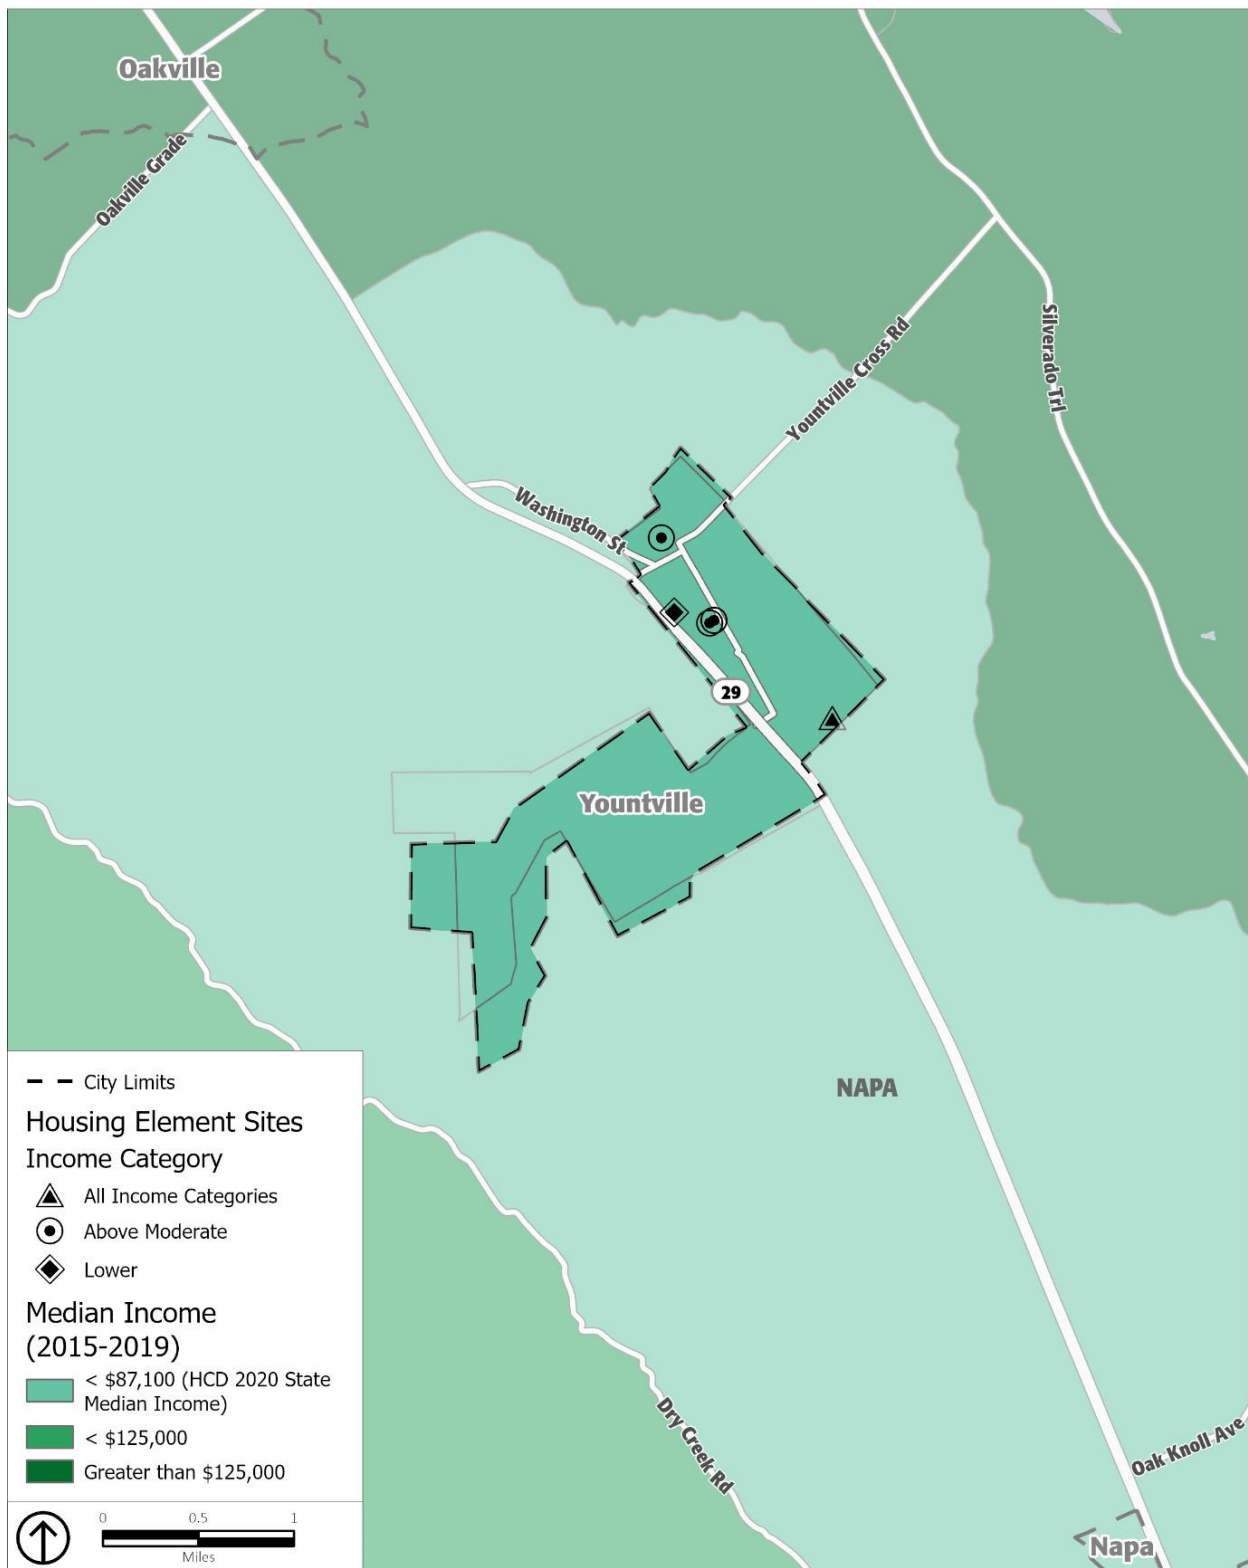 Oakville
Oakville Grade
Silverado Trl
Yountville Cross Rd
Washington St
29
Yountville
NAPA
City Limits
Housing Element Sites
Income Category
All Income Categories
Above Moderate
Lower
Median Income
(2015-2019)
< $87,100 (HCD 2020 State
Median Income)
< $125,000
Greater than $125,000
0 0.5 1
Miles
Dry Creek Rd
Oak Knoll Ave
Napa